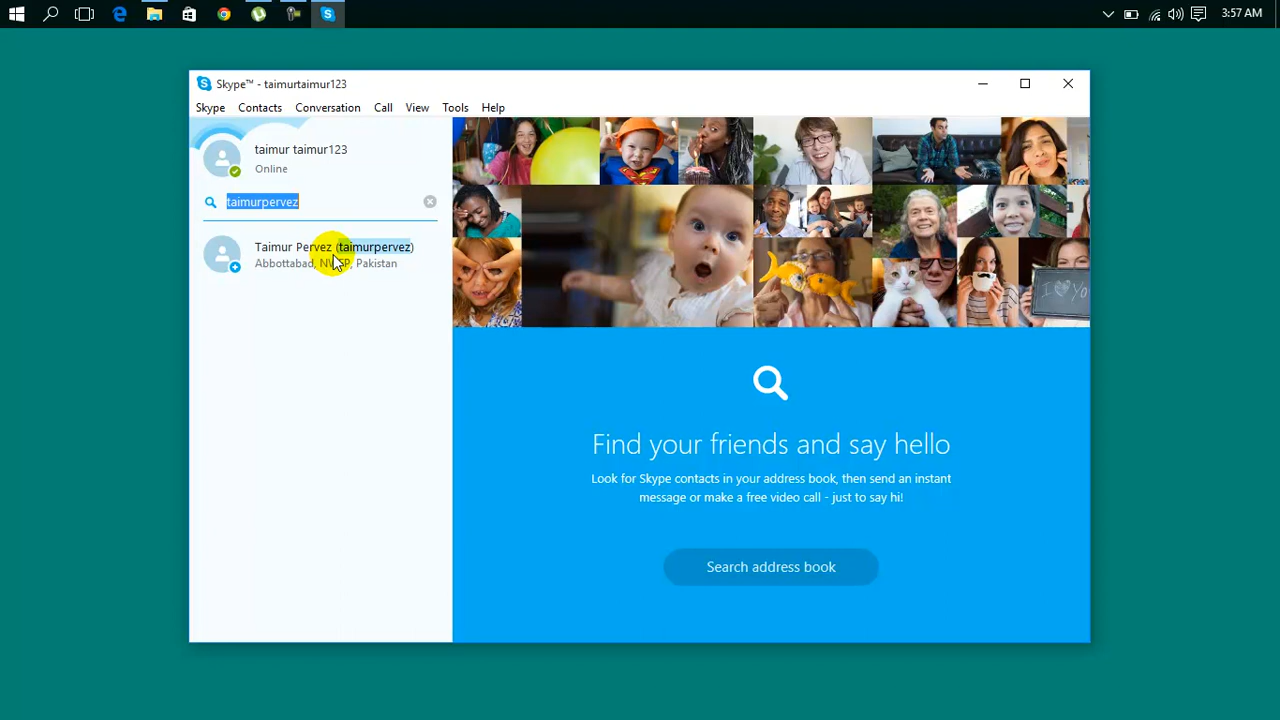 3:57 AM
Skype™ - taimurtaimur123
Skype Contacts Conversation Call View Tools Help
taimur taimur123
Online
taimurpervez
Taimur Pervez (taimurpervez)
Abbottabad, Pakistan
Find your friends and say hello
Look for Skype contacts in your address book, then send an instant
message or make a free video call - just to say hi!
Search address book